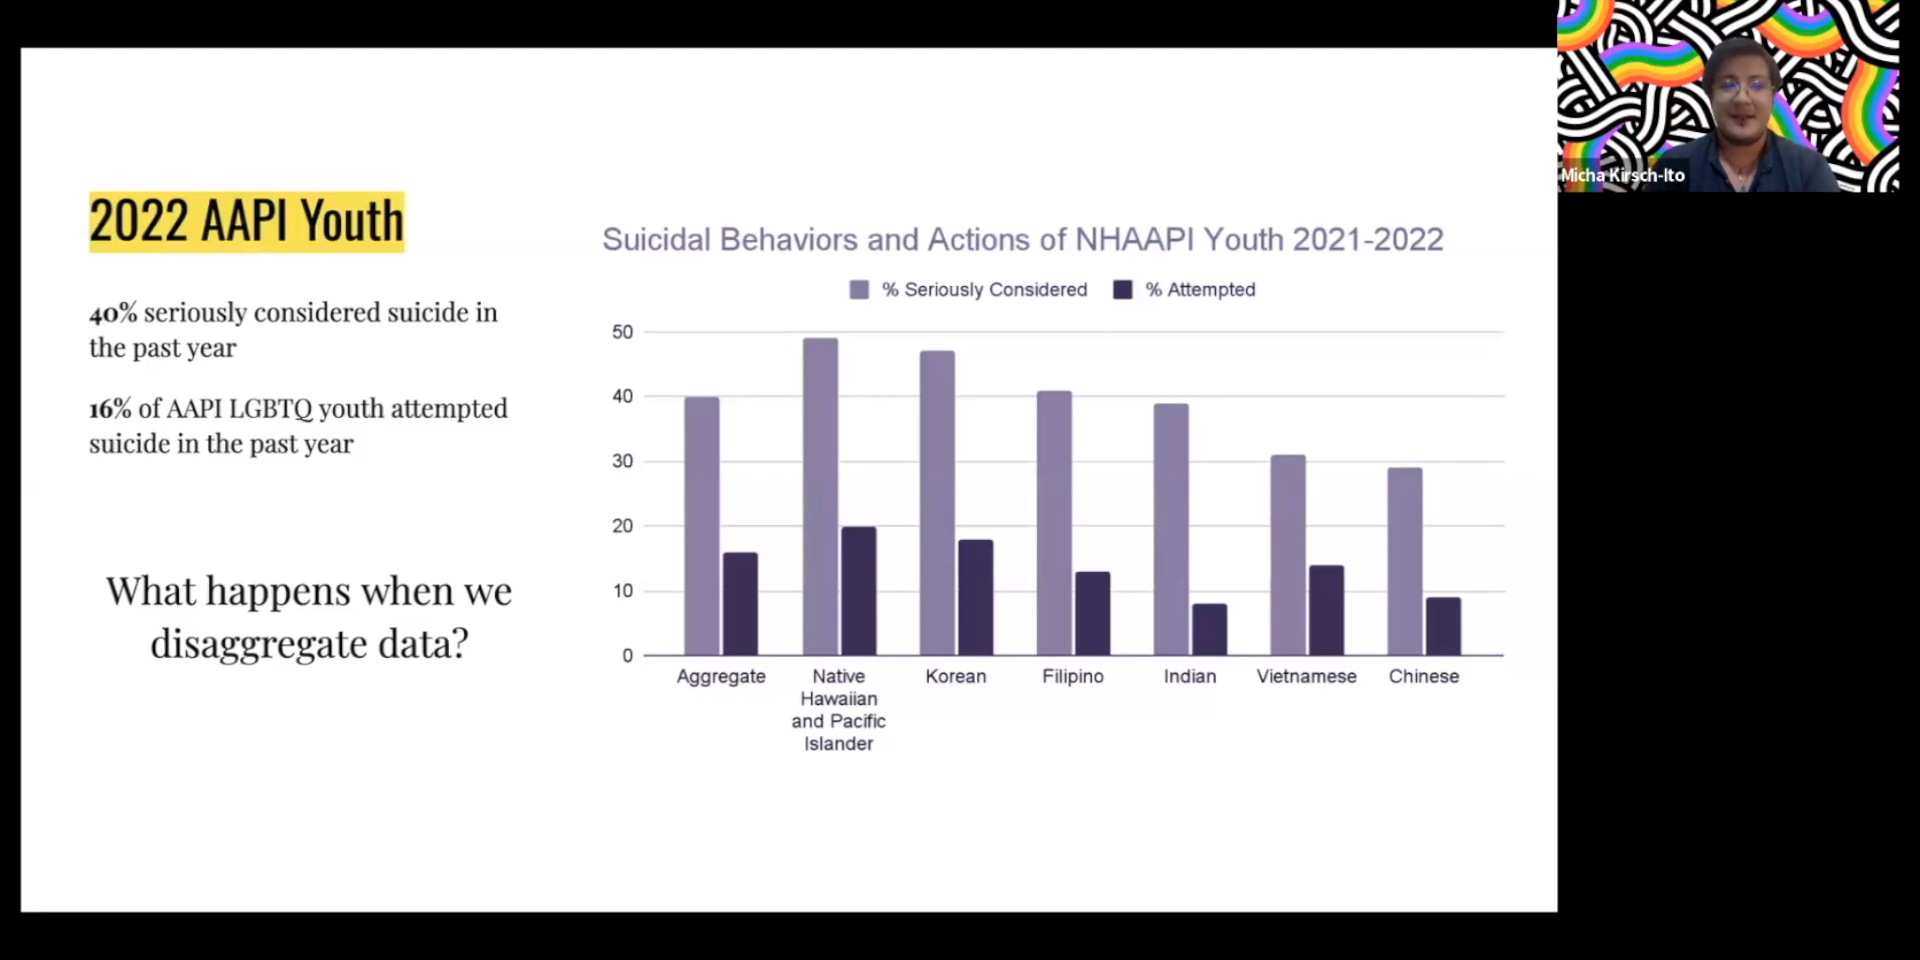 Micha Kirsch-Ito
2022 AAPI Youth
40% seriously considered suicide in
the past year
16% of AAPI LGBTQ youth attempted
suicide in the past year
What happens when we
disaggregate data?
Suicidal Behaviors and Actions of NHAAPI Youth 2021-2022
% Seriously Considered % Attempted
50
40
30
20
10
0
Aggregate Native Korean Filipino Indian Vietnamese Chinese
Hawaiian
and Pacific
Islander